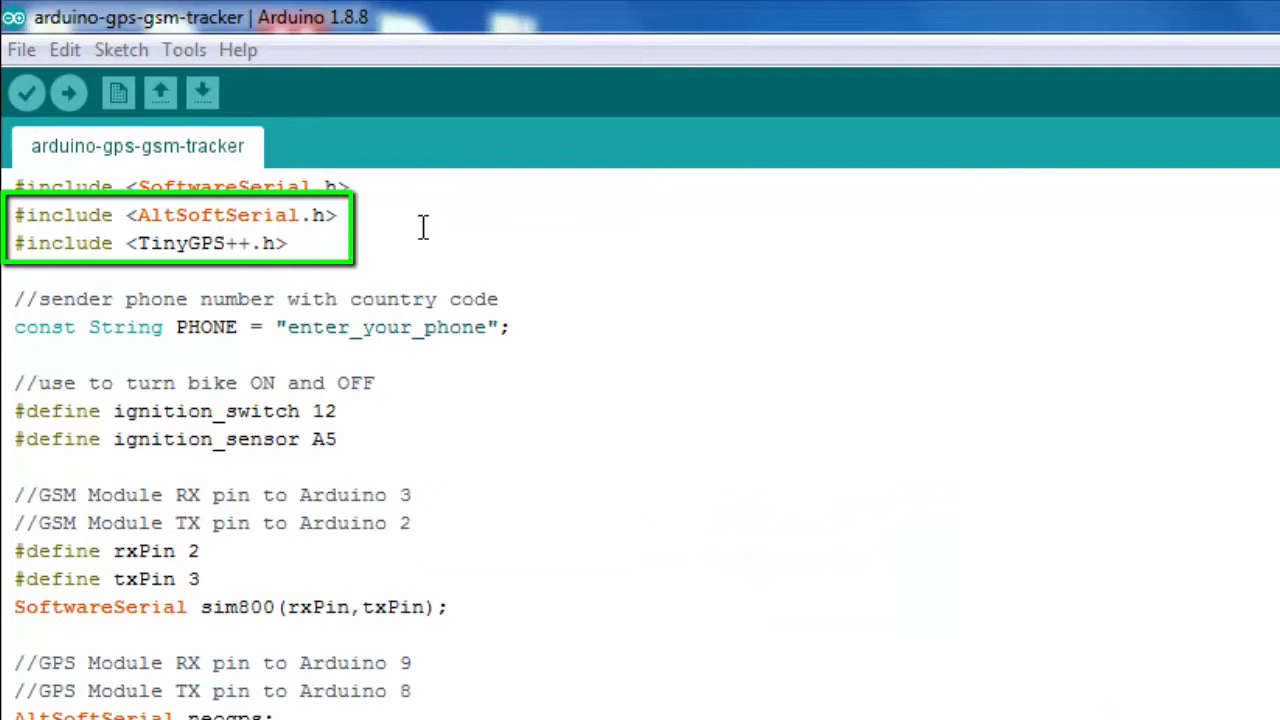 arduino-gps-gsm-tracker | Arduino 1.8.8
File Edit Sketch Tools Help
arduino-gps-gsm-tracker
#include <SoftwareSerial.h>
#include <AltSoftSerial.h>
#include <TinyGPS++.h>
//sender phone number with country code
const String PHONE = "enter_your_phone";
//use to turn bike ON and OFF
#define ignition_switch 12
#define ignition_sensor A5
//GSM Module RX pin to Arduino 3
//GSM Module TX pin to Arduino 2
#define rxPin 2
#define txPin 3
SoftwareSerial sim800(rxPin,txPin);
//GPS Module RX pin to Arduino 9
//GPS Module TX pin to Arduino 8
AltSoftSerial neogps;